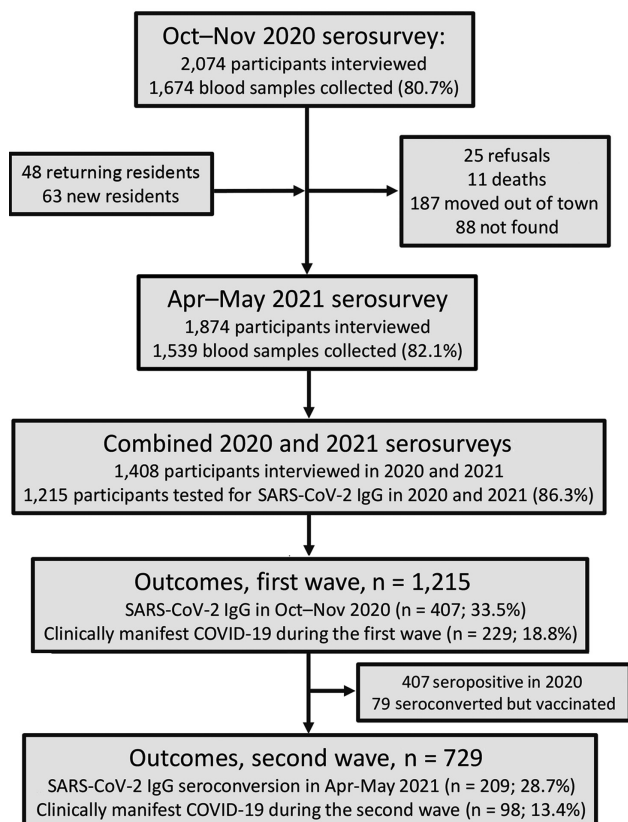 Oct–Nov 2020 serosurvey:
2,074 participants interviewed
1,674 blood samples collected (80.7%)
48 returning residents
63 new residents
25 refusals
11 deaths
187 moved out of town
88 not found
Apr–May 2021 serosurvey
1,874 participants interviewed
1,539 blood samples collected (82.1%)
Combined 2020 and 2021 serosurveys
1,408 participants interviewed in 2020 and 2021
1,215 participants tested for SARS-CoV-2 IgG in 2020 and 2021 (86.3%)
Outcomes, first wave, n = 1,215
SARS-CoV-2 IgG in Oct–Nov 2020 (n = 407; 33.5%)
Clinically manifest COVID-19 during the first wave (n = 229; 18.8%)
407 seropositive in 2020
79 seroconverted but vaccinated
Outcomes, second wave, n = 729
SARS-CoV-2 IgG seroconversion in Apr-May 2021 (n = 209; 28.7%)
Clinically manifest COVID-19 during the second wave (n = 98; 13.4%)